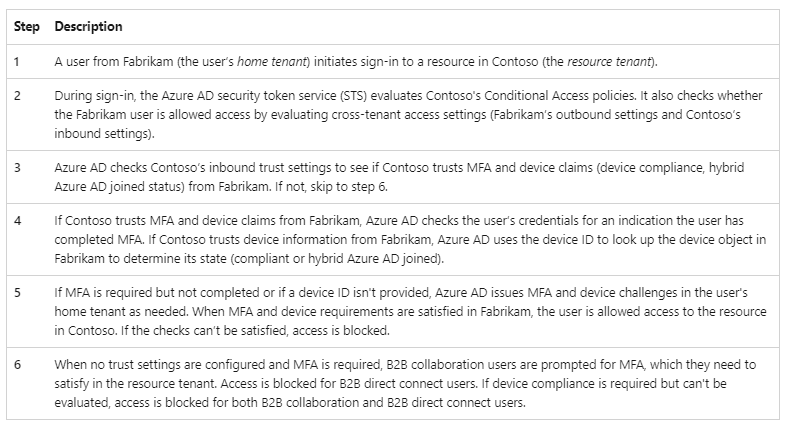 Step Description
1 A user from Fabrikam (the user's home tenant) initiates sign-in to a resource in Contoso (the resource tenant).
2 During sign-in, the Azure AD security token service (STS) evaluates Contoso's Conditional Access policies. It also checks whether
the Fabrikam user is allowed access by evaluating cross-tenant access settings (Fabrikam's outbound settings and Contoso's
inbound settings).
3 Azure AD checks Contoso's inbound trust settings to see if Contoso trusts MFA and device claims (device compliance, hybrid
Azure AD joined status) from Fabrikam. If not, skip to step 6.
4 If Contoso trusts MFA and device claims from Fabrikam, Azure AD checks the user's credentials for an indication the user has
completed MFA. If Contoso trusts device information from Fabrikam, Azure AD uses the device ID to look up the device object in
Fabrikam to determine its state (compliant or hybrid Azure AD joined).
5 If MFA is required but not completed or if a device ID isn't provided, Azure AD issues MFA and device challenges in the user's
home tenant as needed. When MFA and device requirements are satisfied in Fabrikam, the user is allowed access to the resource
in Contoso. If the checks can't be satisfied, access is blocked.
6 When no trust settings are configured and MFA is required, B2B collaboration users are prompted for MFA, which they need to
satisfy in the resource tenant. Access is blocked for B2B direct connect users. If device compliance is required but can't be
evaluated, access is blocked for both B2B collaboration and B2B direct connect users.